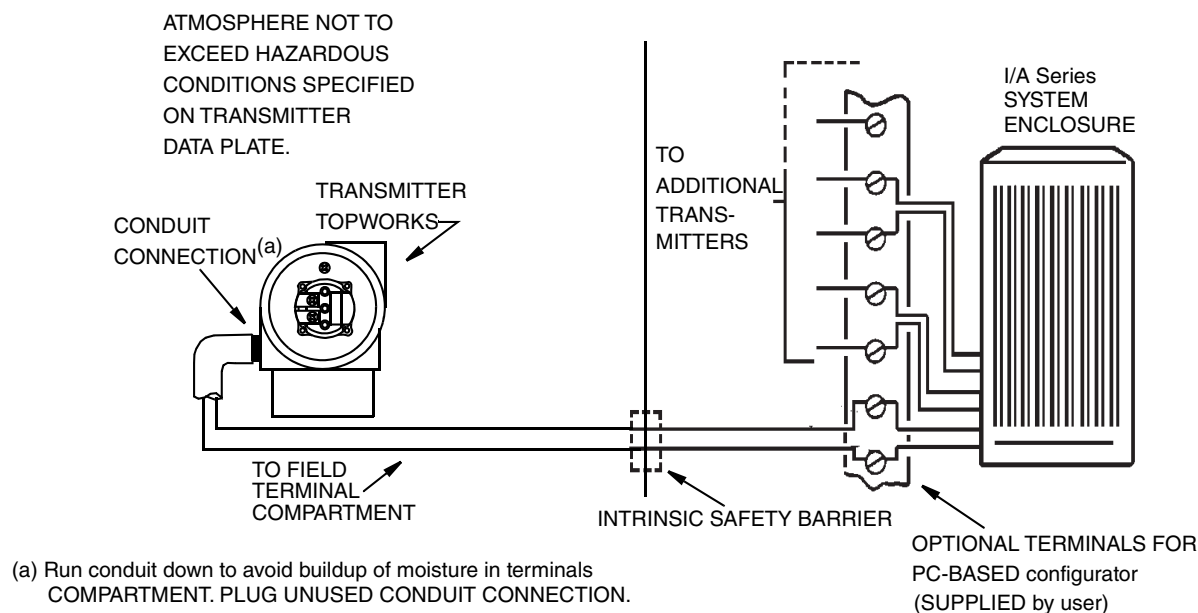 ATMOSPHERE NOT TO
EXCEED HAZARDOUS
CONDITIONS SPECIFIED
ON TRANSMITTER
DATA PLATE.
I/A Series
SYSTEM
ENCLOSURE
TO
ADDITIONAL
TRANS-
MITTERS
TRANSMITTER
TOPWORKS
CONDUIT
CONNECTION(a)
TO FIELD
TERMINAL
COMPARTMENT
INTRINSIC SAFETY BARRIER
OPTIONAL TERMINALS FOR
PC-BASED configurator
(SUPPLIED by user)
(a) Run conduit down to avoid buildup of moisture in terminals
COMPARTMENT. PLUG UNUSED CONDUIT CONNECTION.